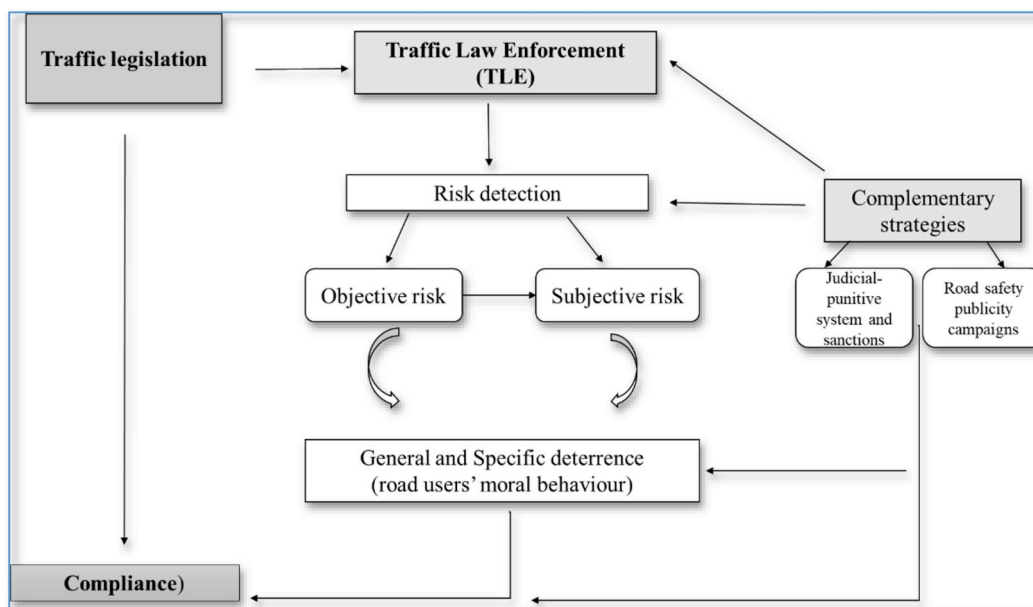 Traffic legislation
Traffic Law Enforcement
(TLE)
Risk detection
Complementary
strategies
Objective risk
Subjective risk
Judicial-
punitive
system and
sanctions
Road safety
publicity
campaigns
General and Specific deterrence
(road users’ moral behaviour)
Compliance)